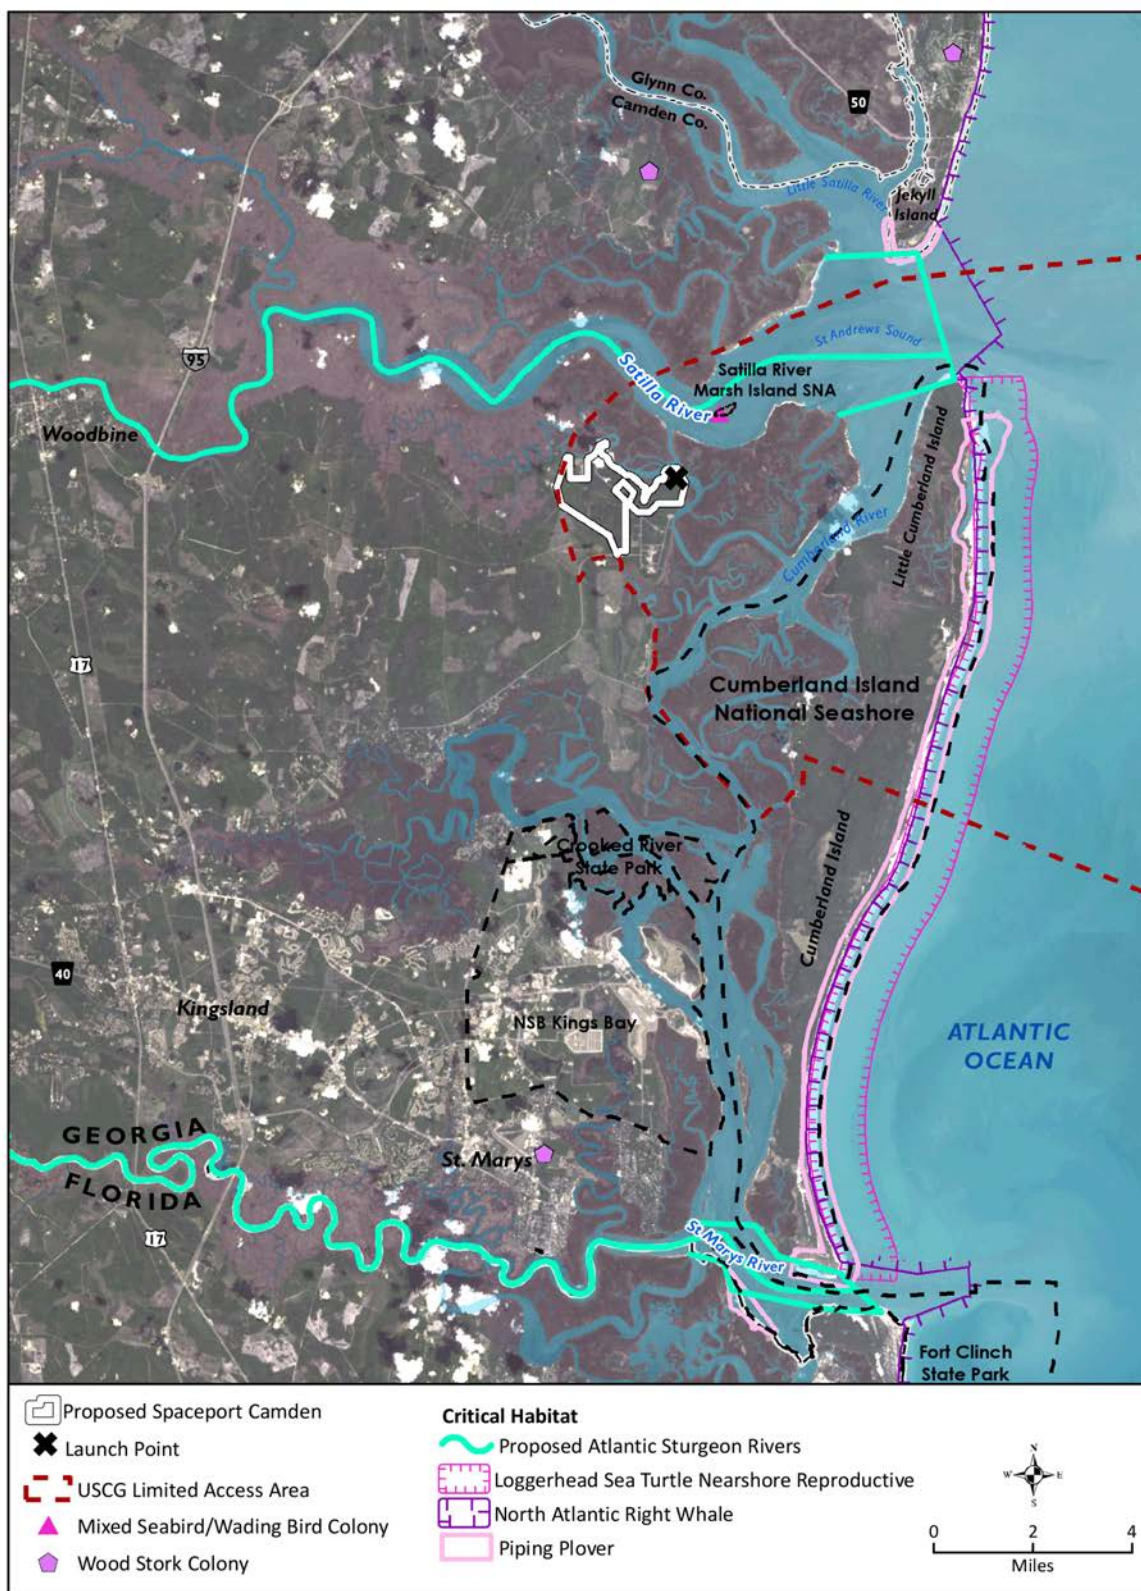 Glynn Co.
Camden Co.
50
Little Satilla River
Jekyll
Island
St Andrews Sound
95
Satilla River
Satilla River
Marsh Island SNA
Woodbine
Little Cumberland Island
Cumberland River
17
Cumberland Island
National Seashore
Crooked River
State Park
Cumberland Island
40
Kingsland
NSB Kings Bay
ATLANTIC
OCEAN
GEORGIA
FLORIDA
St. Marys
17
St Marys River
Fort Clinch
State Park
Proposed Spaceport Camden
Launch Point
USCG Limited Access Area
Mixed Seabird/Wading Bird Colony
Wood Stork Colony
Critical Habitat
Proposed Atlantic Sturgeon Rivers
Loggerhead Sea Turtle Nearshore Reproductive
North Atlantic Right Whale
Piping Plover
N
W E
S
0 2 4
Miles